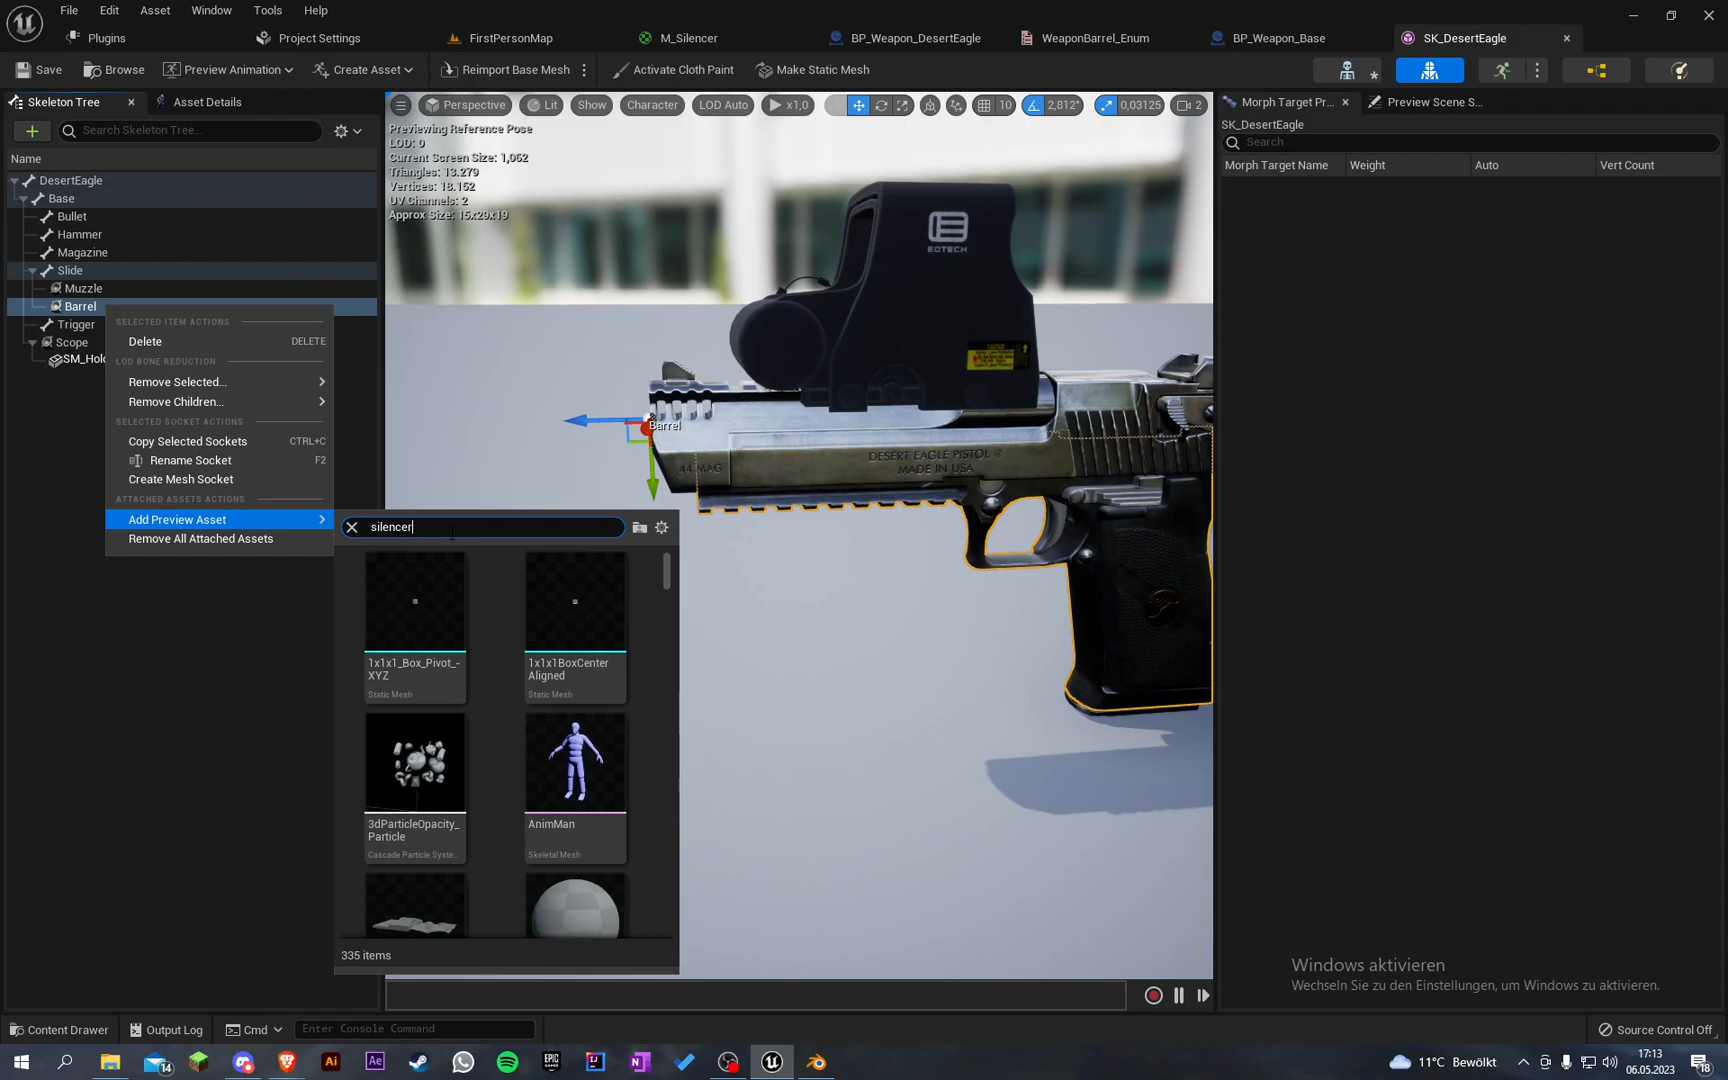 File Edit Asset Window Tools Help
Plugins Project Settings FirstPersonMap M_Silencer BP_Weapon_DesertEagle WeaponBarrel_Enum BP_Weapon_Base SK_DesertEagle
Save Browse Preview Animation Create Asset Reimport Base Mesh Activate Cloth Paint Make Static Mesh
Skeleton Tree Asset Details
Perspective Lit Show Character LOD Auto x1,0 10 2,812° 0,03125 2
Morph Target Pr... Preview Scene S...
Search Skeleton Tree...
Name
DesertEagle
Base
Bullet
Hammer
Magazine
Slide
Muzzle
Barrel
Trigger
Scope
SM_Holo
SELECTED ITEM ACTIONS
Delete DELETE
LOD BONE REDUCTION
Remove Selected...
Remove Children...
SELECTED SOCKET ACTIONS
Copy Selected Sockets CTRL+C
Rename Socket F2
Create Mesh Socket
ATTACHED ASSETS ACTIONS
Add Preview Asset
Remove All Attached Assets
silencer
1x1x1_Box_Pivot_-
XYZ
Static Mesh
1x1x1BoxCenter
Aligned
Static Mesh
3dParticleOpacity_
Particle
Cascade Particle Syste...
AnimMan
Skeletal Mesh
335 items
Previewing Reference Pose
LOD: 0
Current Screen Size: 1,062
Triangles: 13.279
Vertices: 18.152
UV Channels: 2
Approx Size: 15x29x19
EOTECH
Barrel
.44 MAG
DESERT EAGLE PISTOL ®
MADE IN USA
SK_DesertEagle
Search
Morph Target Name Weight Auto Vert Count
Windows aktivieren
Wechseln Sie zu den Einstellungen, um Windows zu aktivieren.
Content Drawer Output Log Cmd Enter Console Command Source Control Off
14
Ai
Ae
EPIC
GAMES
IJ
N
11°C Bewölkt
17:13
06.05.2023
18